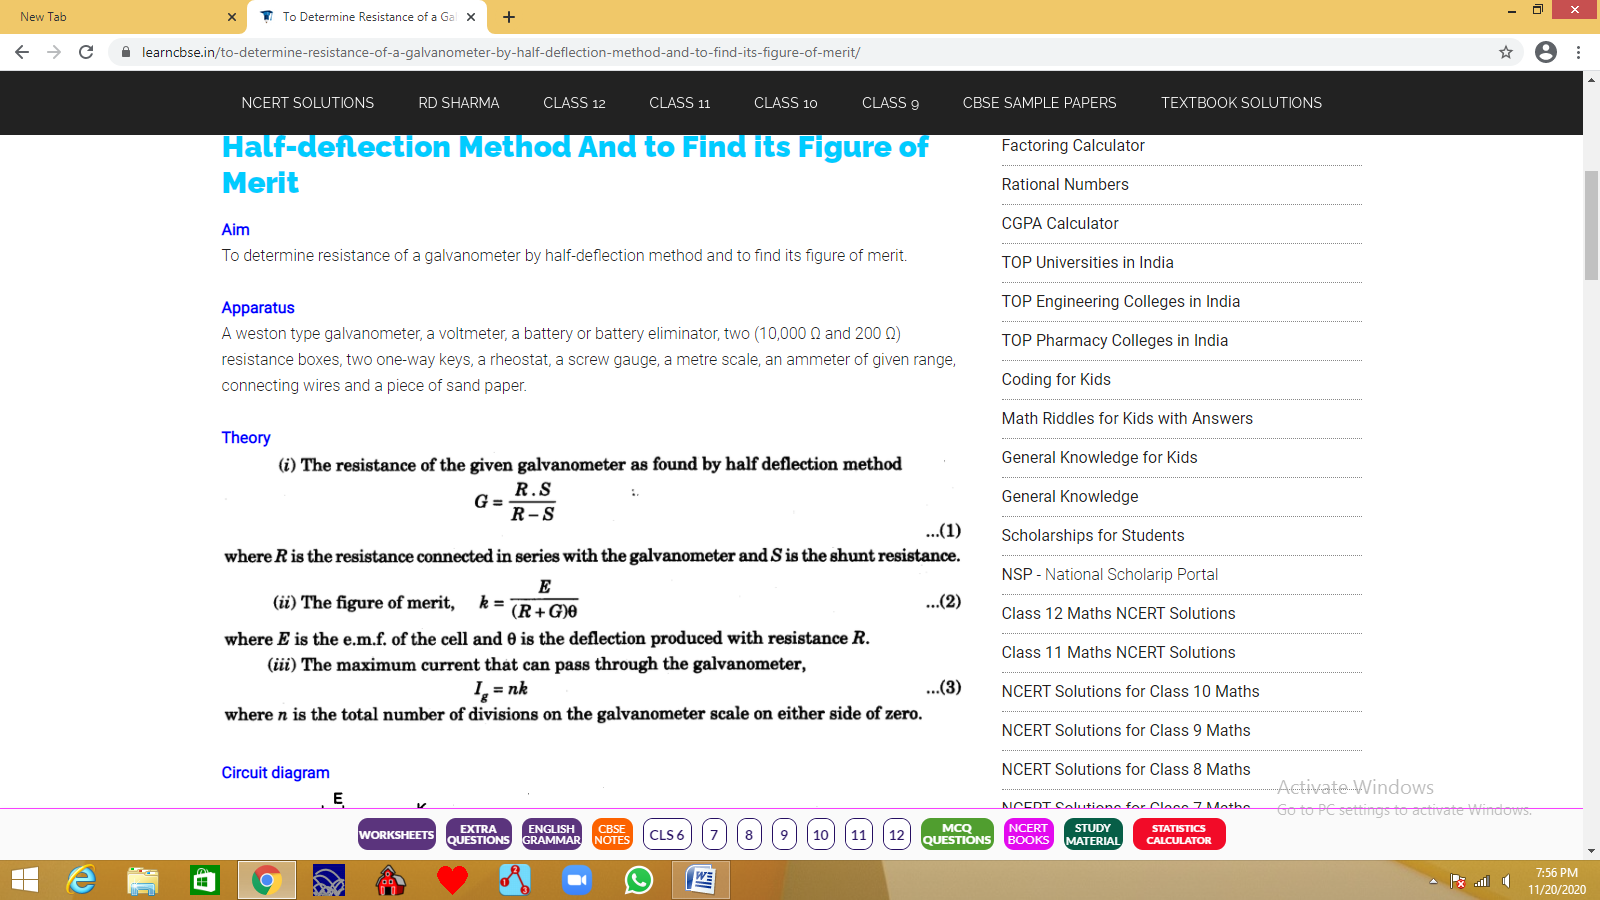 New Tab
To Determine Resistance of a Gal
learncbse.in/to-determine-resistance-of-a-galvanometer-by-half-deflection-method-and-to-find-its-figure-of-merit/
NCERT SOLUTIONS RD SHARMA CLASS 12 CLASS 11 CLASS 10 CLASS 9 CBSE SAMPLE PAPERS TEXTBOOK SOLUTIONS
Half-deflection Method And to Find its Figure of
Merit
Aim
To determine resistance of a galvanometer by half-deflection method and to find its figure of merit.
Apparatus
A weston type galvanometer, a voltmeter, a battery or battery eliminator, two (10,000 Ω and 200 Ω)
resistance boxes, two one-way keys, a rheostat, a screw gauge, a metre scale, an ammeter of given range,
connecting wires and a piece of sand paper.
Theory
(i) The resistance of the given galvanometer as found by half deflection method
G = R . S / R – S
...(1)
where R is the resistance connected in series with the galvanometer and S is the shunt resistance.
(ii) The figure of merit, k = E / (R + G)θ ...(2)
where E is the e.m.f. of the cell and θ is the deflection produced with resistance R.
(iii) The maximum current that can pass through the galvanometer,
Ig = nk ...(3)
where n is the total number of divisions on the galvanometer scale on either side of zero.
Circuit diagram
E
Factoring Calculator
Rational Numbers
CGPA Calculator
TOP Universities in India
TOP Engineering Colleges in India
TOP Pharmacy Colleges in India
Coding for Kids
Math Riddles for Kids with Answers
General Knowledge for Kids
General Knowledge
Scholarships for Students
NSP - National Scholarip Portal
Class 12 Maths NCERT Solutions
Class 11 Maths NCERT Solutions
NCERT Solutions for Class 10 Maths
NCERT Solutions for Class 9 Maths
NCERT Solutions for Class 8 Maths
NCERT Solutions for Class 7 Maths
Activate Windows
Go to PC settings to activate Windows.
WORKSHEETS
EXTRA
QUESTIONS
ENGLISH
GRAMMAR
CBSE
NOTES
CLS 6 7 8 9 10 11 12
MCQ
QUESTIONS
NCERT
BOOKS
STUDY
MATERIAL
STATISTICS
CALCULATOR
7:56 PM
11/20/2020